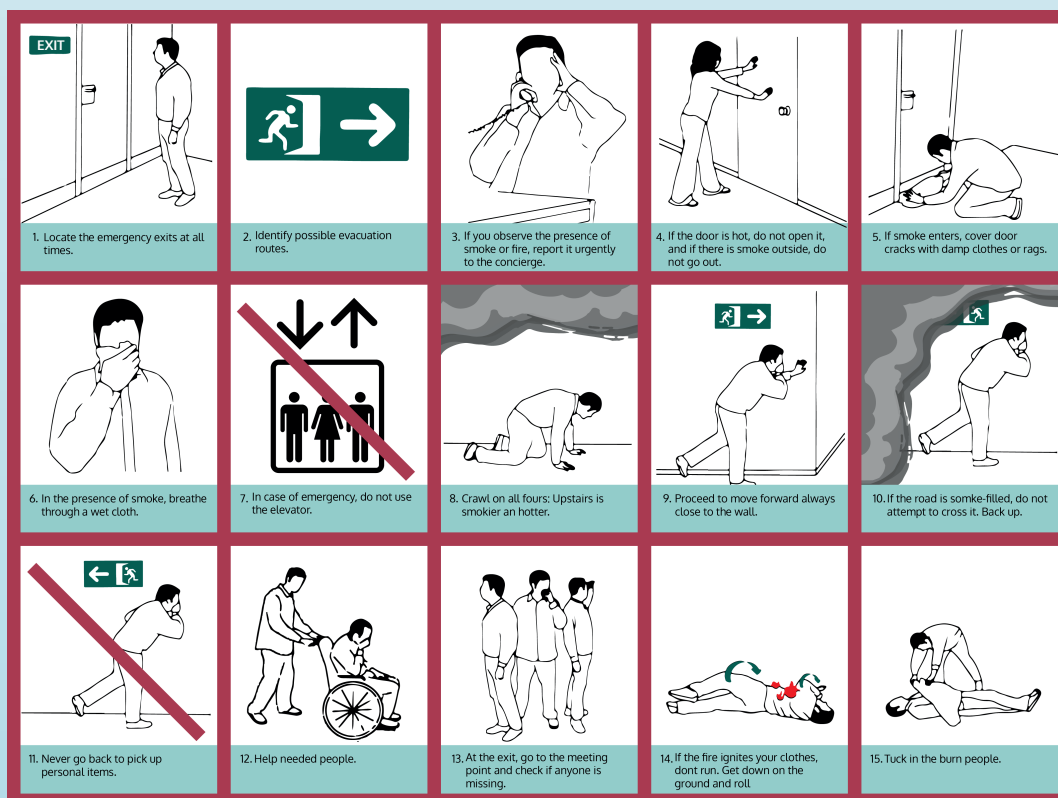 EXIT
1. Locate the emergency exits at all
times.
2. Identify possible evacuation
routes.
3. If you observe the presence of
smoke or fire, report it urgently
to the concierge.
4. If the door is hot, do not open it,
and if there is smoke outside, do
not go out.
5. If smoke enters, cover door
cracks with damp clothes or rags.
6. In the presence of smoke, breathe
through a wet cloth.
7. In case of emergency, do not use
the elevator.
8. Crawl on all fours: Upstairs is
smokier an hotter.
9. Proceed to move forward always
close to the wall.
10. If the road is somke-filled, do not
attempt to cross it. Back up.
11. Never go back to pick up
personal items.
12. Help needed people.
13. At the exit, go to the meeting
point and check if anyone is
missing.
14. If the fire ignites your clothes,
dont run. Get down on the
ground and roll
15. Tuck in the burn people.